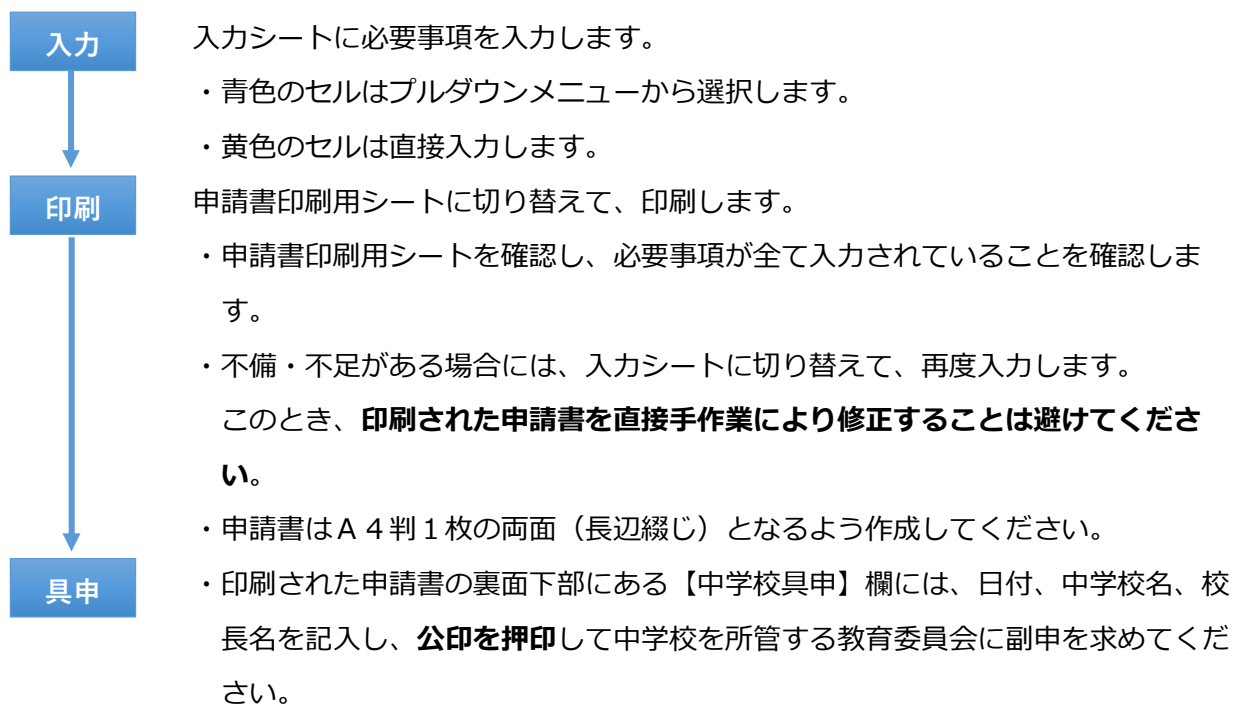 入力
入力シートに必要事項を入力します。
・青色のセルはプルダウンメニューから選択します。
・黄色のセルは直接入力します。
印刷
申請書印刷用シートに切り替えて、印刷します。
・申請書印刷用シートを確認し、必要事項が全て入力されていることを確認しま
す。
・不備・不足がある場合には、入力シートに切り替えて、再度入力します。
このとき、印刷された申請書を直接手作業により修正することは避けてくださ
い。
・申請書はA４判１枚の両面（長辺綴じ）となるよう作成してください。
具申
・印刷された申請書の裏面下部にある【中学校具申】欄には、日付、中学校名、校
長名を記入し、公印を押印して中学校を所管する教育委員会に副申を求めてくだ
さい。